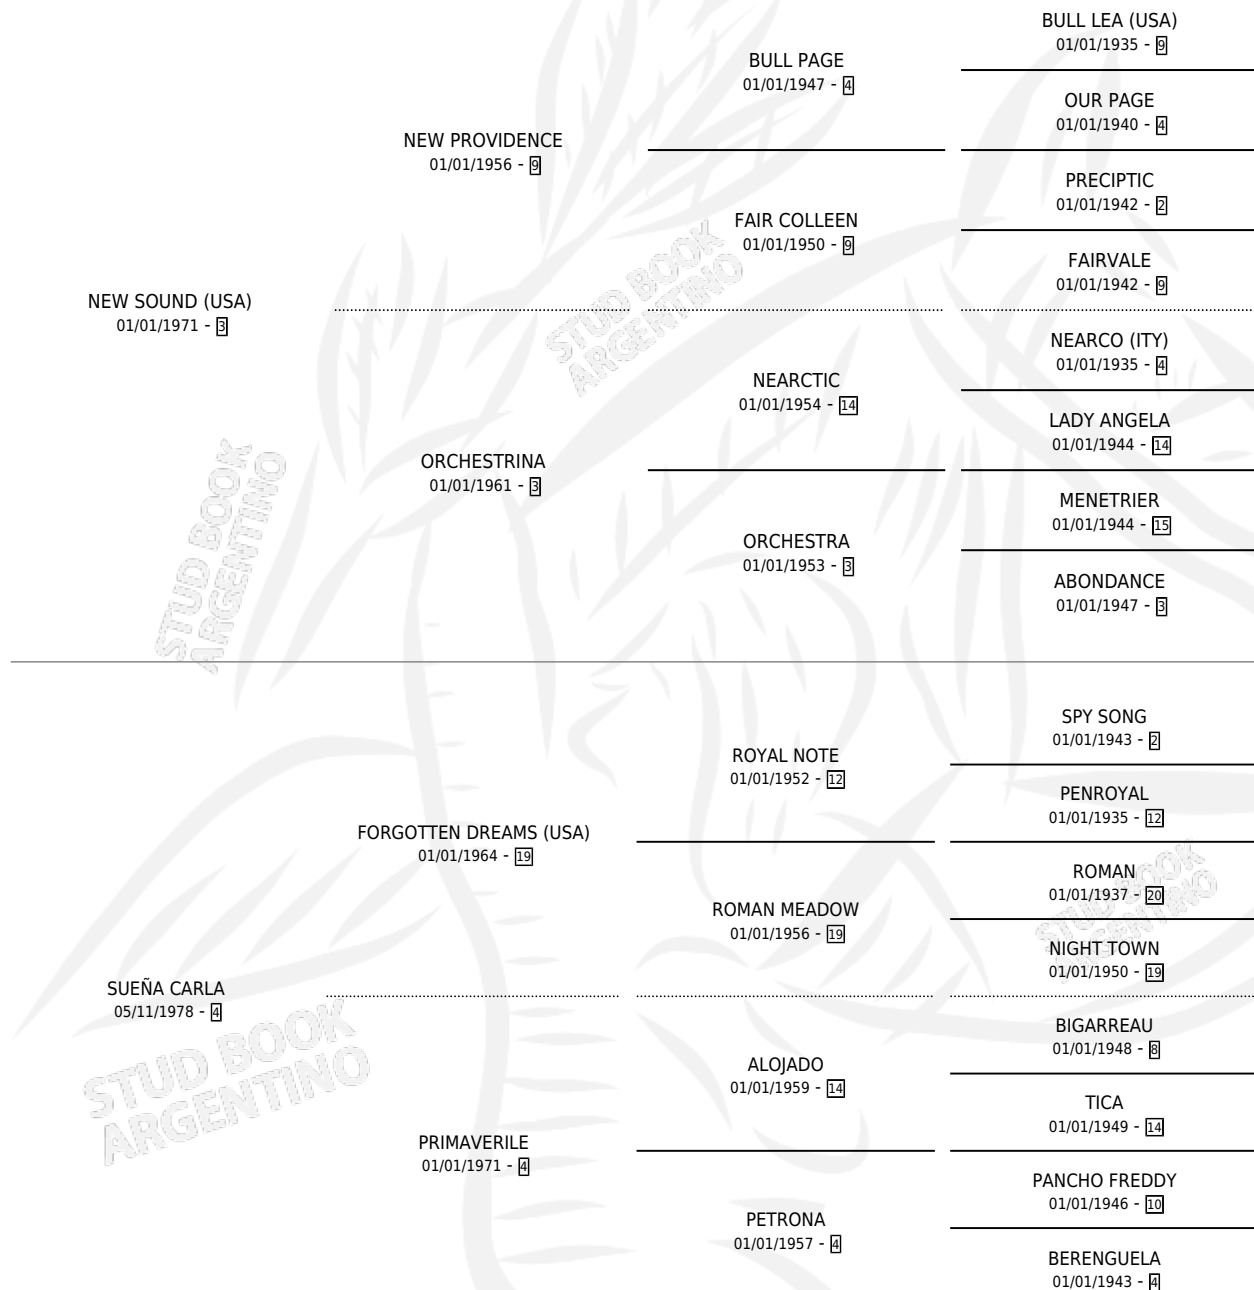 BULL LEA (USA)
01/01/1935 - 9
BULL PAGE
01/01/1947 - 4
OUR PAGE
01/01/1940 - 4
NEW PROVIDENCE
01/01/1956 - 9
PRECIPTIC
01/01/1942 - 2
FAIR COLLEEN
01/01/1950 - 9
FAIRVALE
01/01/1942 - 9
NEW SOUND (USA)
01/01/1971 - 3
NEARCO (ITY)
01/01/1935 - 4
NEARCTIC
01/01/1954 - 14
LADY ANGELA
01/01/1944 - 14
ORCHESTRINA
01/01/1961 - 3
MENETRIER
01/01/1944 - 15
ORCHESTRA
01/01/1953 - 3
ABONDANCE
01/01/1947 - 3
SPY SONG
01/01/1943 - 2
ROYAL NOTE
01/01/1952 - 12
PENROYAL
01/01/1935 - 12
FORGOTTEN DREAMS (USA)
01/01/1964 - 19
ROMAN
01/01/1937 - 20
ROMAN MEADOW
01/01/1956 - 19
NIGHT TOWN
01/01/1950 - 19
SUEÑA CARLA
05/11/1978 - 4
BIGARREAU
01/01/1948 - 8
ALOJADO
01/01/1959 - 14
TICA
01/01/1949 - 14
PRIMAVERILE
01/01/1971 - 4
PANCHO FREDDY
01/01/1946 - 10
PETRONA
01/01/1957 - 4
BERENGUELA
01/01/1943 - 4
STUD BOOK
ARGENTINO
STUD BOOK
ARGENTINO
STUD BOOK
ARGENTINO
STUD BOOK
ARGENTINO